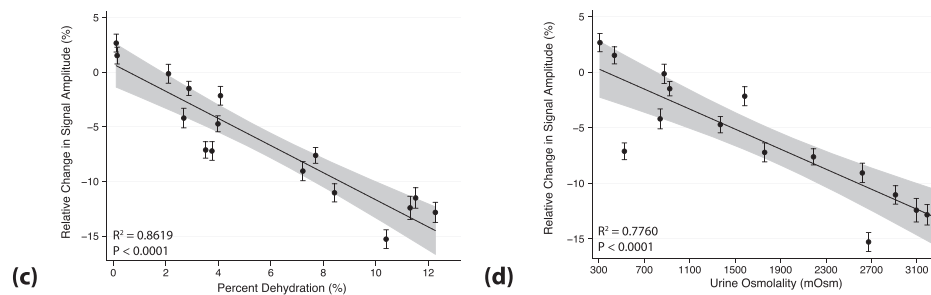 Relative Change in Signal Amplitude (%)
5
0
−5
−10
−15
R² = 0.8619
P < 0.0001
0 2 4 6 8 10 12
Percent Dehydration (%)
(c)
Relative Change in Signal Amplitude (%)
5
0
−5
−10
−15
R² = 0.7760
P < 0.0001
300 700 1100 1500 1900 2300 2700 3100
Urine Osmolality (mOsm)
(d)